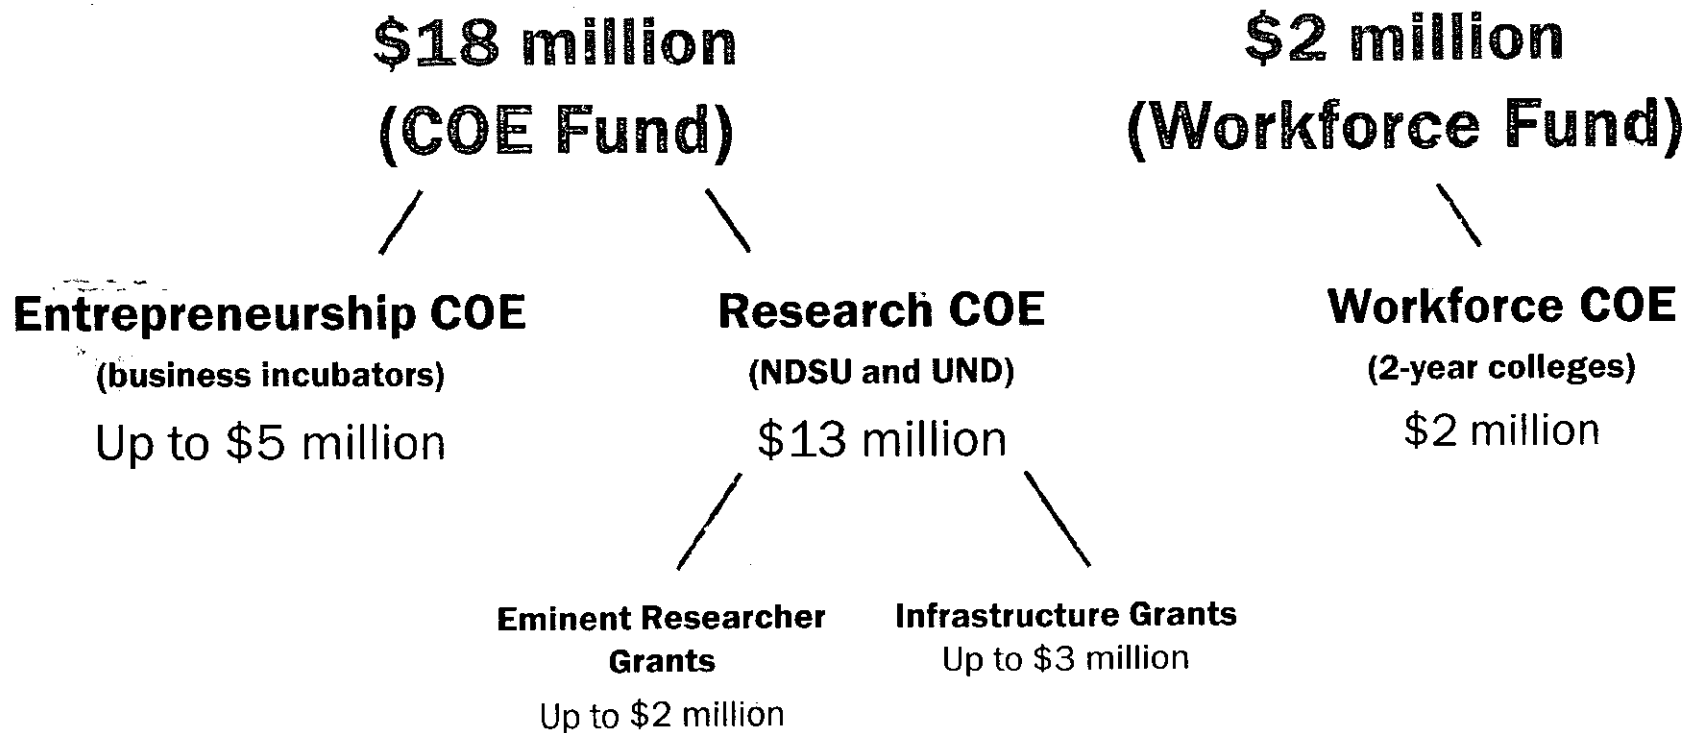 $18 million
(COE Fund)
$2 million
(Workforce Fund)
Entrepreneurship COE
(business incubators)
Up to $5 million
Research COE
(NDSU and UND)
$13 million
Workforce COE
(2-year colleges)
$2 million
Eminent Researcher
Grants
Up to $2 million
Infrastructure Grants
Up to $3 million